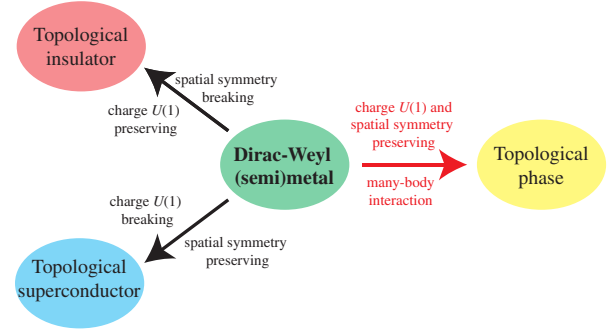 Topological
insulator
spatial symmetry
breaking
charge U(1)
preserving
charge U(1) and
spatial symmetry
preserving
Dirac-Weyl
(semi)metal
many-body
interaction
Topological
phase
charge U(1)
breaking
spatial symmetry
preserving
Topological
superconductor